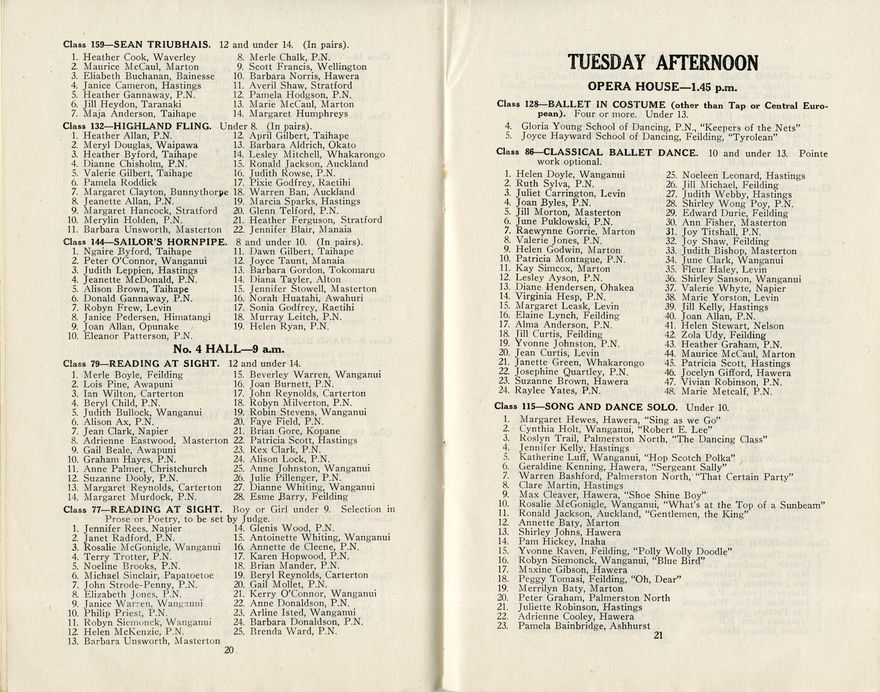 Class 159—SEAN TRIUBHAIS. 12 and under 14. (In pairs).
1. Heather Cook, Waverley
2. Maurice McCaul, Marton
3. Eliabeth Buchanan, Bainesse
4. Janice Cameron, Hastings
5. Heather Gannaway, P.N.
6. Jill Heydon, Taranaki
7. Maja Anderson, Taihape
8. Merle Chalk, P.N.
9. Scott Francis, Wellington
10. Barbara Norris, Hawera
11. Averil Shaw, Stratford
12. Pamela Hodgson, P.N.
13. Marie McCaul, Marton
14. Margaret Humphreys
Class 132—HIGHLAND FLING. Under 8. (In pairs).
1. Heather Allan, P.N.
2. Meryl Douglas, Waipawa
3. Heather Byford, Taihape
4. Dianne Chisholm, P.N.
5. Valerie Gilbert, Taihape
6. Pamela Roddick
7. Margaret Clayton, Bunnythorpe
8. Jeanette Allan, P.N.
9. Margaret Hancock, Stratford
10. Merylin Holden, P.N.
11. Barbara Unsworth, Masterton
12. April Gilbert, Taihape
13. Barbara Aldrich, Okato
14. Lesley Mitchell, Whakarongo
15. Ronald Jackson, Auckland
16. Judith Rowse, P.N.
17. Pixie Godfrey, Raetihi
18. Warren Ban, Auckland
19. Marcia Sparks, Hastings
20. Glenn Telford, P.N.
21. Heather Ferguson, Stratford
22. Jennifer Blair, Manaia
Class 144—SAILOR'S HORNPIPE. 8 and under 10. (In pairs).
1. Ngaire Byford, Taihape
2. Peter O'Connor, Wanganui
3. Judith Leppien, Hastings
4. Jeanette McDonald, P.N.
5. Alison Brown, Taihape
6. Donald Gannaway, P.N.
7. Robyn Frew, Levin
8. Janice Pedersen, Himatangi
9. Joan Allan, Opunake
10. Eleanor Patterson, P.N.
11. Dawn Gilbert, Taihape
12. Joyce Taunt, Manaia
13. Barbara Gordon, Tokomaru
14. Diana Tayler, Alton
15. Jennifer Stowell, Masterton
16. Norah Huatahi, Awahuri
17. Sonia Godfrey, Raetihi
18. Murray Leitch, P.N.
19. Helen Ryan, P.N.
No. 4 HALL—9 a.m.
Class 79—READING AT SIGHT. 12 and under 14.
1. Merle Boyle, Feilding
2. Lois Pine, Awapuni
3. Ian Wilton, Carterton
4. Beryl Child, P.N.
5. Judith Bullock, Wanganui
6. Alison Ax, P.N.
7. Jean Clark, Napier
8. Adrienne Eastwood, Masterton
9. Gail Beale, Awapuni
10. Graham Hayes, P.N.
11. Anne Palmer, Christchurch
12. Suzanne Dooly, P.N.
13. Margaret Reynolds, Carterton
14. Margaret Murdock, P.N.
15. Beverley Warren, Wanganui
16. Joan Burnett, P.N.
17. John Reynolds, Carterton
18. Robyn Milverton, P.N.
19. Robin Stevens, Wanganui
20. Faye Field, P.N.
21. Brian Gore, Kopane
22. Patricia Scott, Hastings
23. Rex Clark, P.N.
24. Alison Lock, P.N.
25. Anne Johnston, Wanganui
26. Julie Pillenger, P.N.
27. Dianne Whiting, Wanganui
28. Esme Barry, Feilding
Class 77—READING AT SIGHT. Boy or Girl under 9. Selection in
Prose or Poetry, to be set by Judge.
1. Jennifer Rees, Napier
2. Janet Radford, P.N.
3. Rosalie McGonigle, Wanganui
4. Terry Trotter, P.N.
5. Noeline Brooks, P.N.
6. Michael Sinclair, Papatoetoe
7. John Strode-Penny, P.N.
8. Elizabeth Jones, P.N.
9. Janice Warren, Wanganui
10. Philip Priest, P.N.
11. Robyn Siemonck, Wanganui
12. Helen McKenzie, P.N.
13. Barbara Unsworth, Masterton
14. Glenis Wood, P.N.
15. Antoinette Whiting, Wanganui
16. Annette de Cleene, P.N.
17. Karen Hopwood, P.N.
18. Brian Mander, P.N.
19. Beryl Reynolds, Carterton
20. Gail Mollet, P.N.
21. Kerry O'Connor, Wanganui
22. Anne Donaldson, P.N.
23. Arline Isted, Wanganui
24. Barbara Donaldson, P.N.
25. Brenda Ward, P.N.
20
TUESDAY AFTERNOON
OPERA HOUSE—1.45 p.m.
Class 128—BALLET IN COSTUME (other than Tap or Central Euro-
pean). Four or more. Under 13.
4. Gloria Young School of Dancing, P.N., "Keepers of the Nets"
5. Joyce Hayward School of Dancing, Feilding, "Tyrolean"
Class 86—CLASSICAL BALLET DANCE. 10 and under 13. Pointe
work optional.
1. Helen Doyle, Wanganui
2. Ruth Sylva, P.N.
3. Juliet Carrington, Levin
4. Joan Byles, P.N.
5. Jill Morton, Masterton
6. June Puklowski, P.N.
7. Raewynne Gorrie, Marton
8. Valerie Jones, P.N.
9. Helen Godwin, Marton
10. Patricia Montague, P.N.
11. Kay Simcox, Marton
12. Lesley Ayson, P.N.
13. Diane Hendersen, Ohakea
14. Virginia Hesp, P.N.
15. Margaret Leask, Levin
16. Elaine Lynch, Feilding
17. Alma Anderson, P.N.
18. Jill Curtis, Feilding
19. Yvonne Johnston, P.N.
20. Jean Curtis, Levin
21. Janette Green, Whakarongo
22. Josephine Quartley, P.N.
23. Suzanne Brown, Hawera
24. Raylee Yates, P.N.
25. Noleen Leonard, Hastings
26. Jill Michael, Feilding
27. Judith Webby, Hastings
28. Shirley Wong Poy, P.N.
29. Edward Durie, Feilding
30. Ann Fisher, Masterton
31. Joy Titshall, P.N.
32. Joy Shaw, Feilding
33. Judith Bishop, Masterton
34. June Clark, Wanganui
35. Fleur Haley, Levin
36. Shirley Sanson, Wanganui
37. Valerie Whyte, Napier
38. Marie Yorston, Levin
39. Jill Kelly, Hastings
40. Joan Allan, P.N.
41. Helen Stewart, Nelson
42. Zola Udy, Feilding
43. Heather Graham, P.N.
44. Maurice McCaul, Marton
45. Patricia Scott, Hastings
46. Jocelyn Gifford, Hawera
47. Vivian Robinson, P.N.
48. Marie Metcalf, P.N.
Class 115—SONG AND DANCE SOLO. Under 10.
1. Margaret Hewes, Hawera, "Sing as we Go"
2. Cynthia Holt, Wanganui, "Robert E. Lee"
3. Roslyn Trail, Palmerston North, "The Dancing Class"
4. Jennifer Kelly, Hastings
5. Katherine Luff, Wanganui, "Hop Scotch Polka"
6. Geraldine Kenning, Hawera, "Sergeant Sally"
7. Warren Bashford, Palmerston North, "That Certain Party"
8. Clare Martin, Hastings
9. Max Cleaver, Hawera, "Shoe Shine Boy"
10. Rosalie McGonigle, Wanganui, "What's at the Top of a Sunbeam"
11. Ronald Jackson, Auckland, "Gentlemen, the King"
12. Annette Baty, Marton
13. Shirley Johns, Hawera
14. Pam Hickey, Inaha
15. Yvonne Raven, Feilding, "Polly Wolly Doodle"
16. Robyn Siemonek, Wanganui, "Blue Bird"
17. Maxine Gibson, Hawera
18. Peggy Tomasi, Feilding, "Oh, Dear"
19. Merrilyn Baty, Marton
20. Peter Graham, Palmerston North
21. Juliette Robinson, Hastings
22. Adrienne Cooley, Hawera
23. Pamela Bainbridge, Ashhurst
21